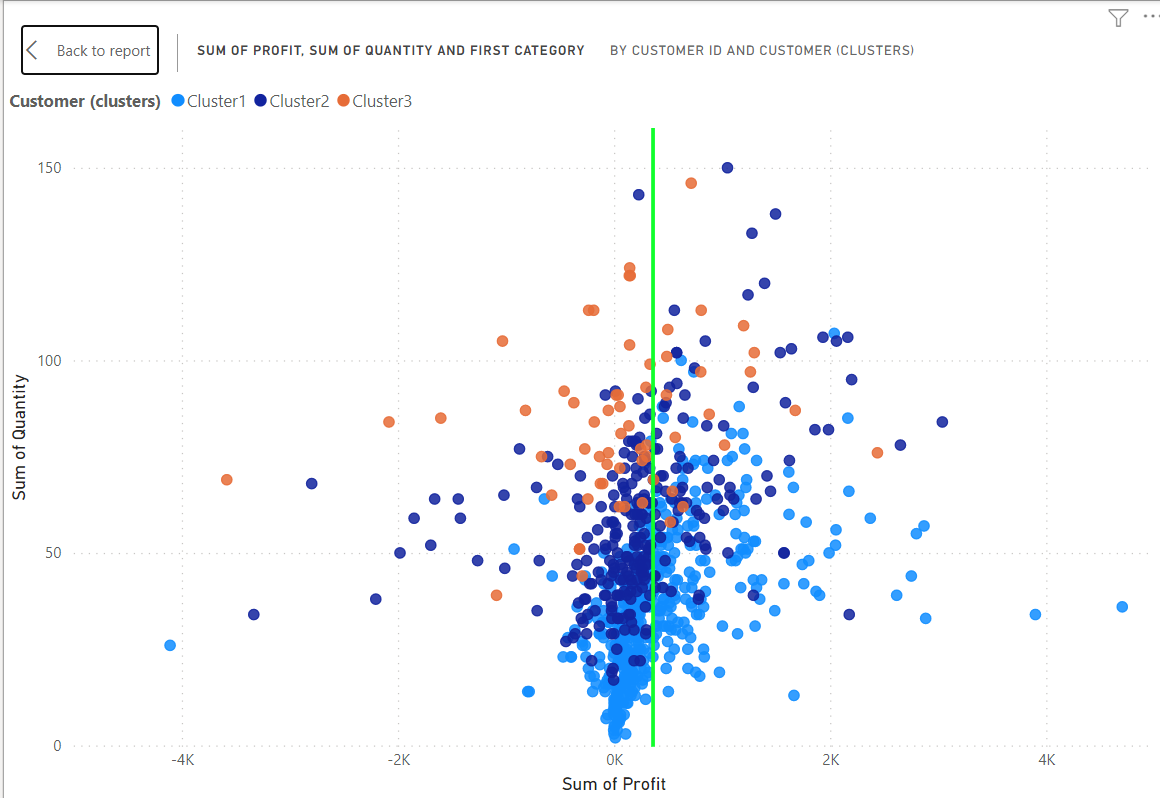 Back to report
SUM OF PROFIT, SUM OF QUANTITY AND FIRST CATEGORY
BY CUSTOMER ID AND CUSTOMER (CLUSTERS)
Customer (clusters) Cluster1 Cluster2 Cluster3
150
100
50
0
Sum of Quantity
-4K -2K 0K 2K 4K
Sum of Profit